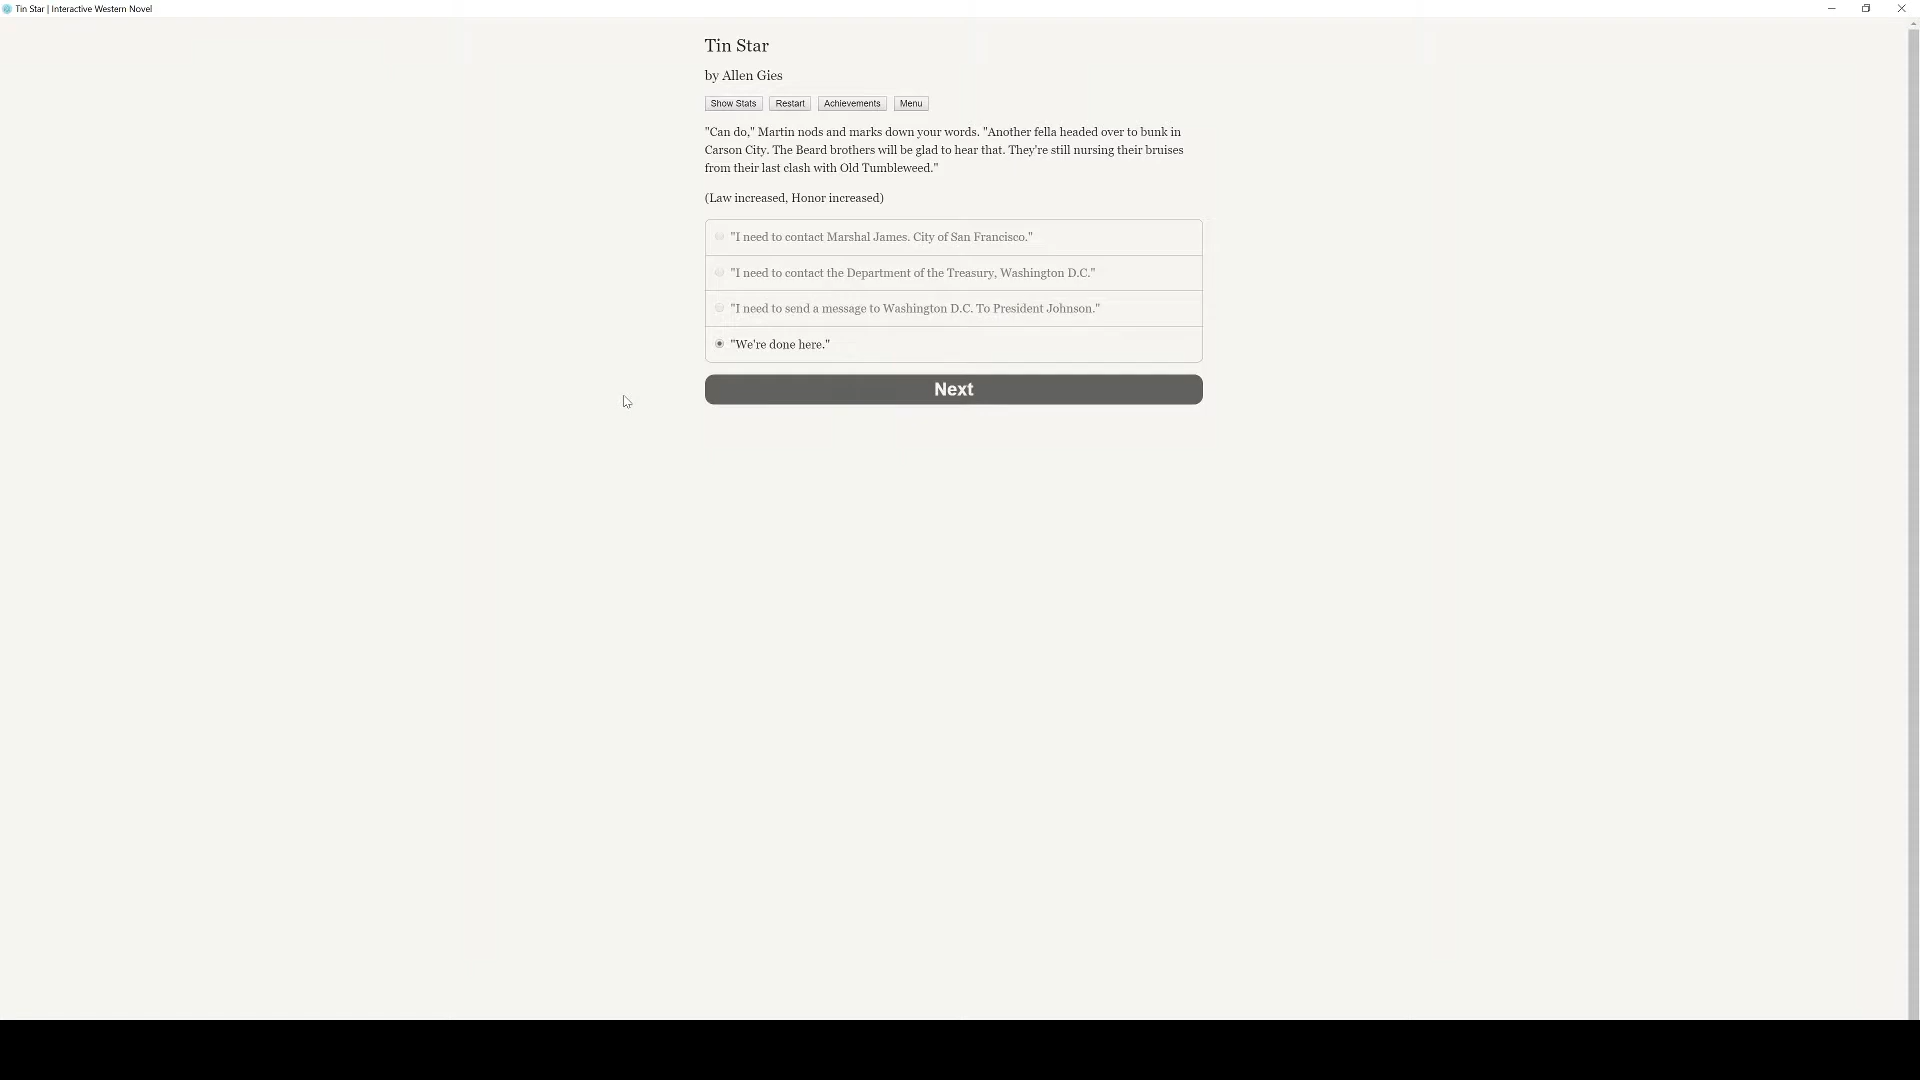 Tin Star | Interactive Western Novel
Tin Star
by Allen Gies
Show Stats Restart Achievements Menu
"Can do," Martin nods and marks down your words. "Another fella headed over to bunk in
Carson City. The Beard brothers will be glad to hear that. They're still nursing their bruises
from their last clash with Old Tumbleweed."
(Law increased, Honor increased)
"I need to contact Marshal James. City of San Francisco."
"I need to contact the Department of the Treasury, Washington D.C."
"I need to send a message to Washington D.C. To President Johnson."
"We're done here."
Next